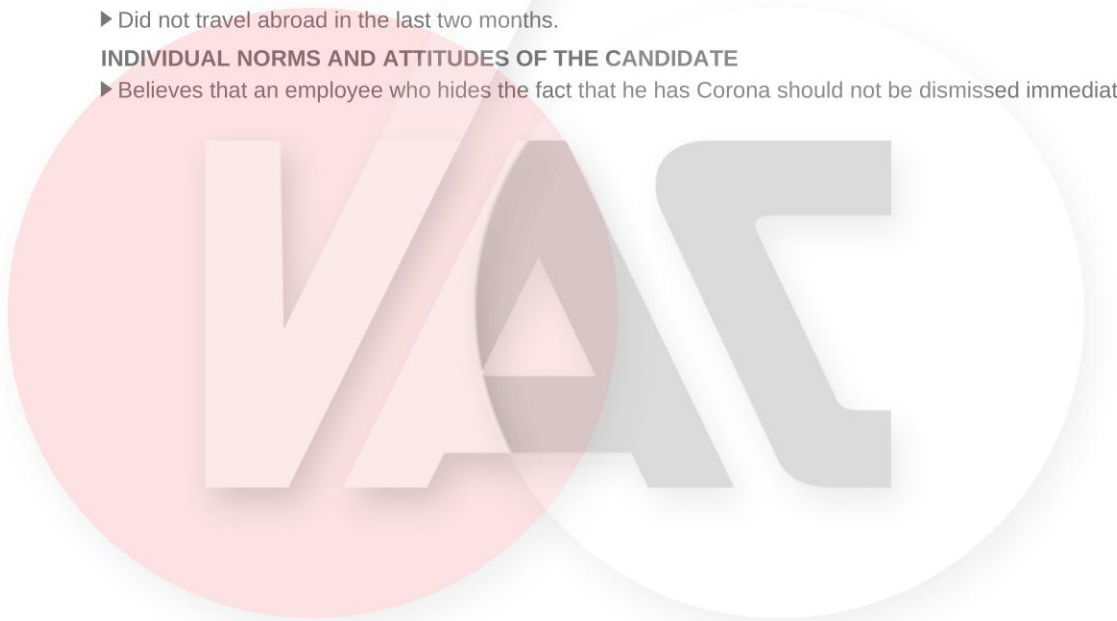 ▶ Did not travel abroad in the last two months.
INDIVIDUAL NORMS AND ATTITUDES OF THE CANDIDATE
▶ Believes that an employee who hides the fact that he has Corona should not be dismissed immediat
VAC